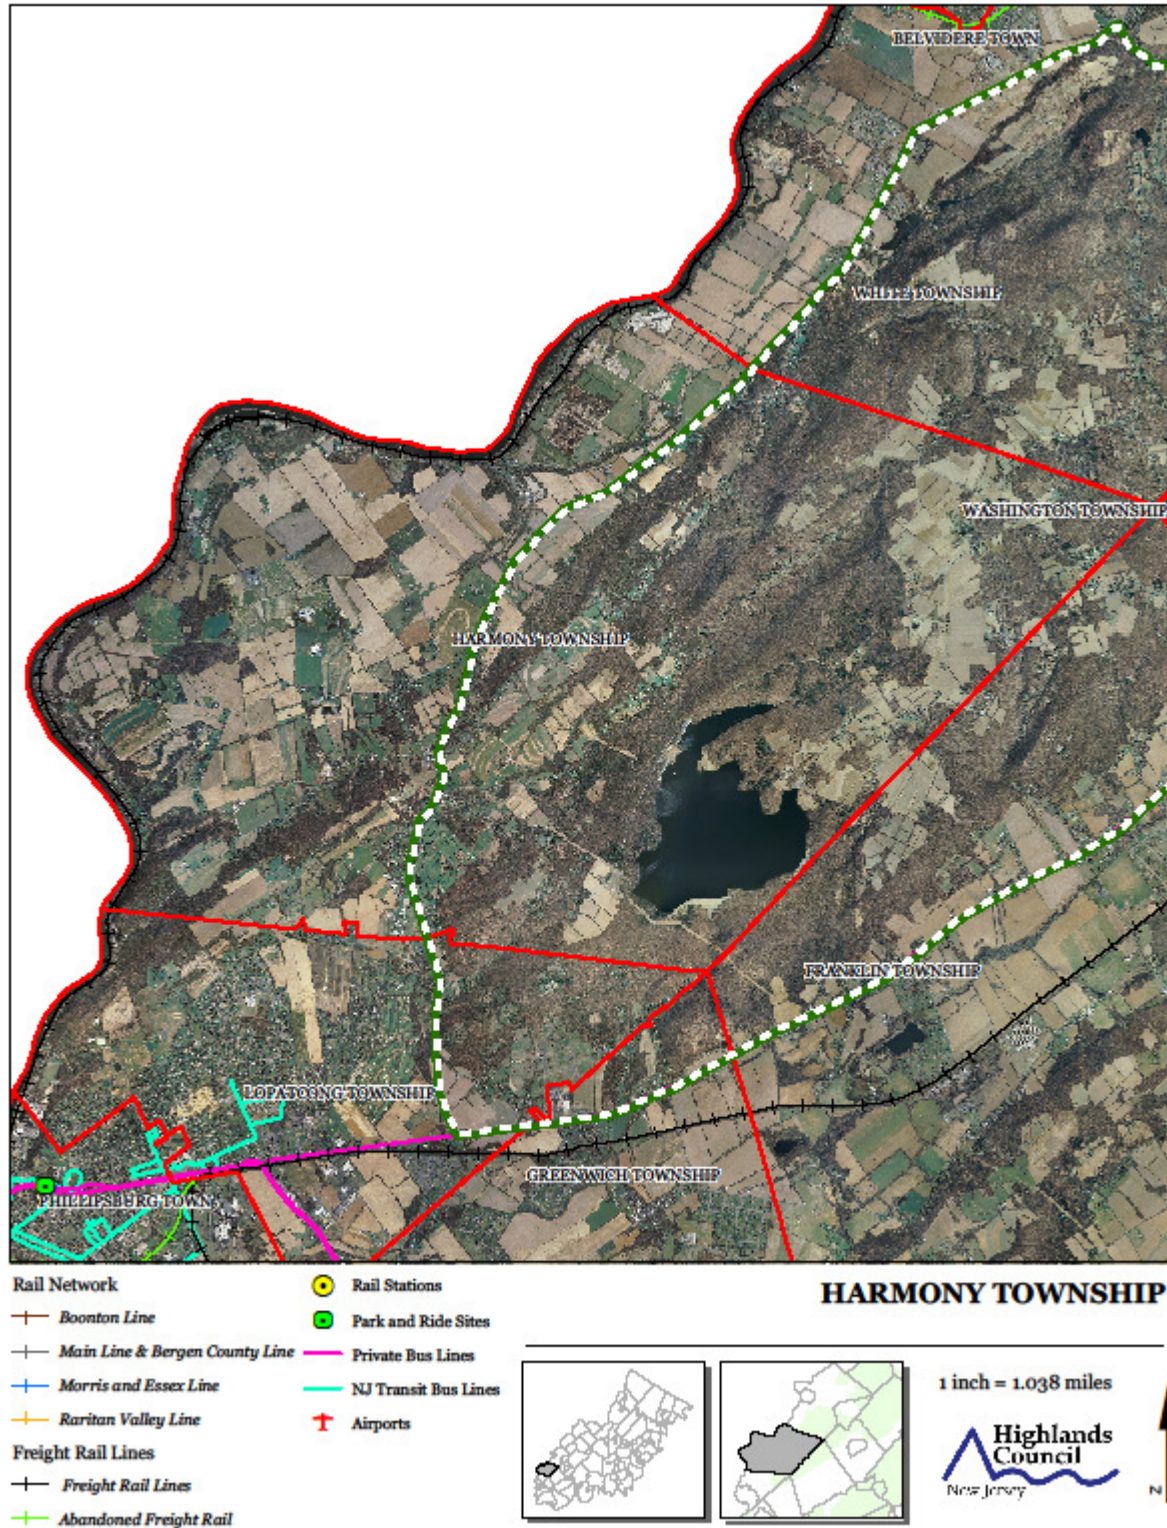 BELVIDERE TOWN
WHITE TOWNSHIP
WASHINGTON TOWNSHIP
HARMONY TOWNSHIP
FRANKLIN TOWNSHIP
LOPATCONG TOWNSHIP
GREENWICH TOWNSHIP
PHILLIPSBURG TOWN
Rail Network
Boonton Line
Main Line & Bergen County Line
Morris and Essex Line
Raritan Valley Line
Freight Rail Lines
Freight Rail Lines
Abandoned Freight Rail
Rail Stations
Park and Ride Sites
Private Bus Lines
NJ Transit Bus Lines
Airports
HARMONY TOWNSHIP
1 inch = 1.038 miles
Highlands
Council
New Jersey
N